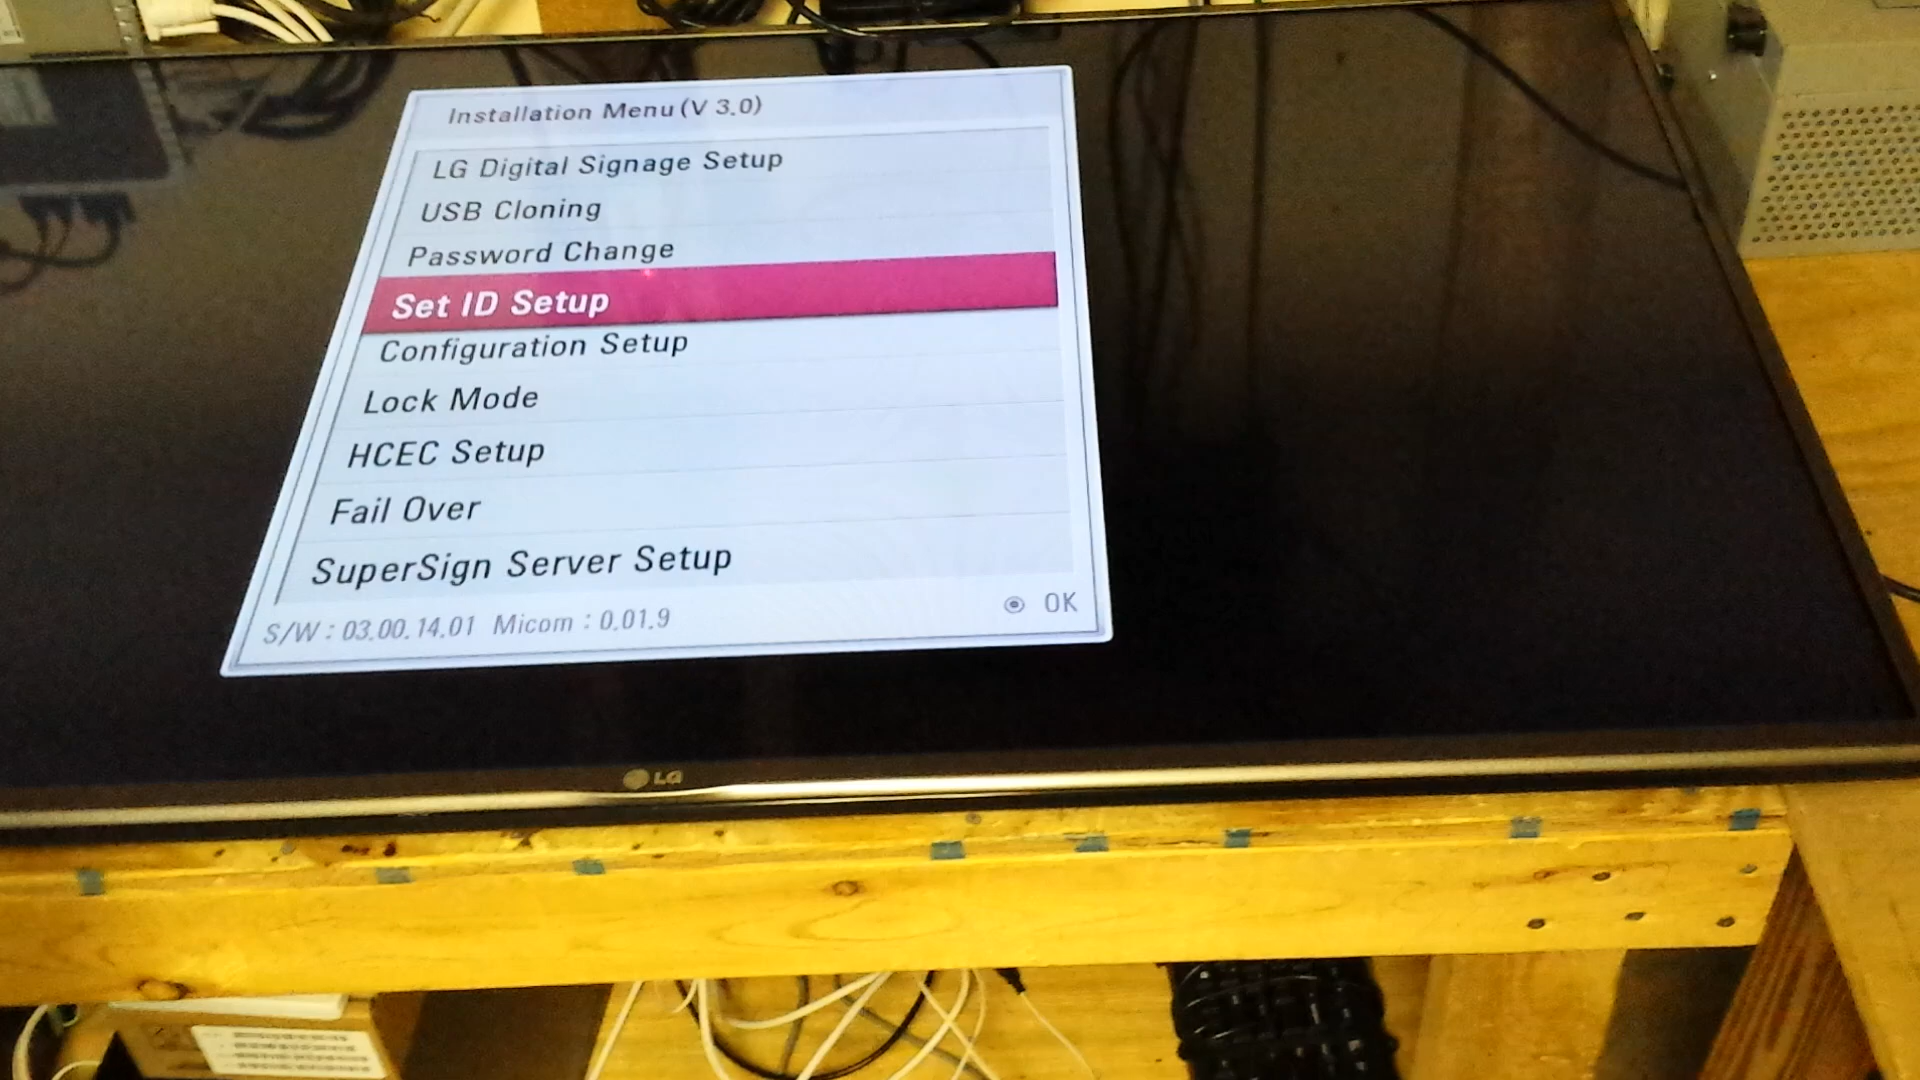 Installation Menu (V 3.0)
LG Digital Signage Setup
USB Cloning
Password Change
Set ID Setup
Configuration Setup
Lock Mode
HCEC Setup
Fail Over
SuperSign Server Setup
S/W : 03.00.14.01 Micom : 0.01.9
OK
LG